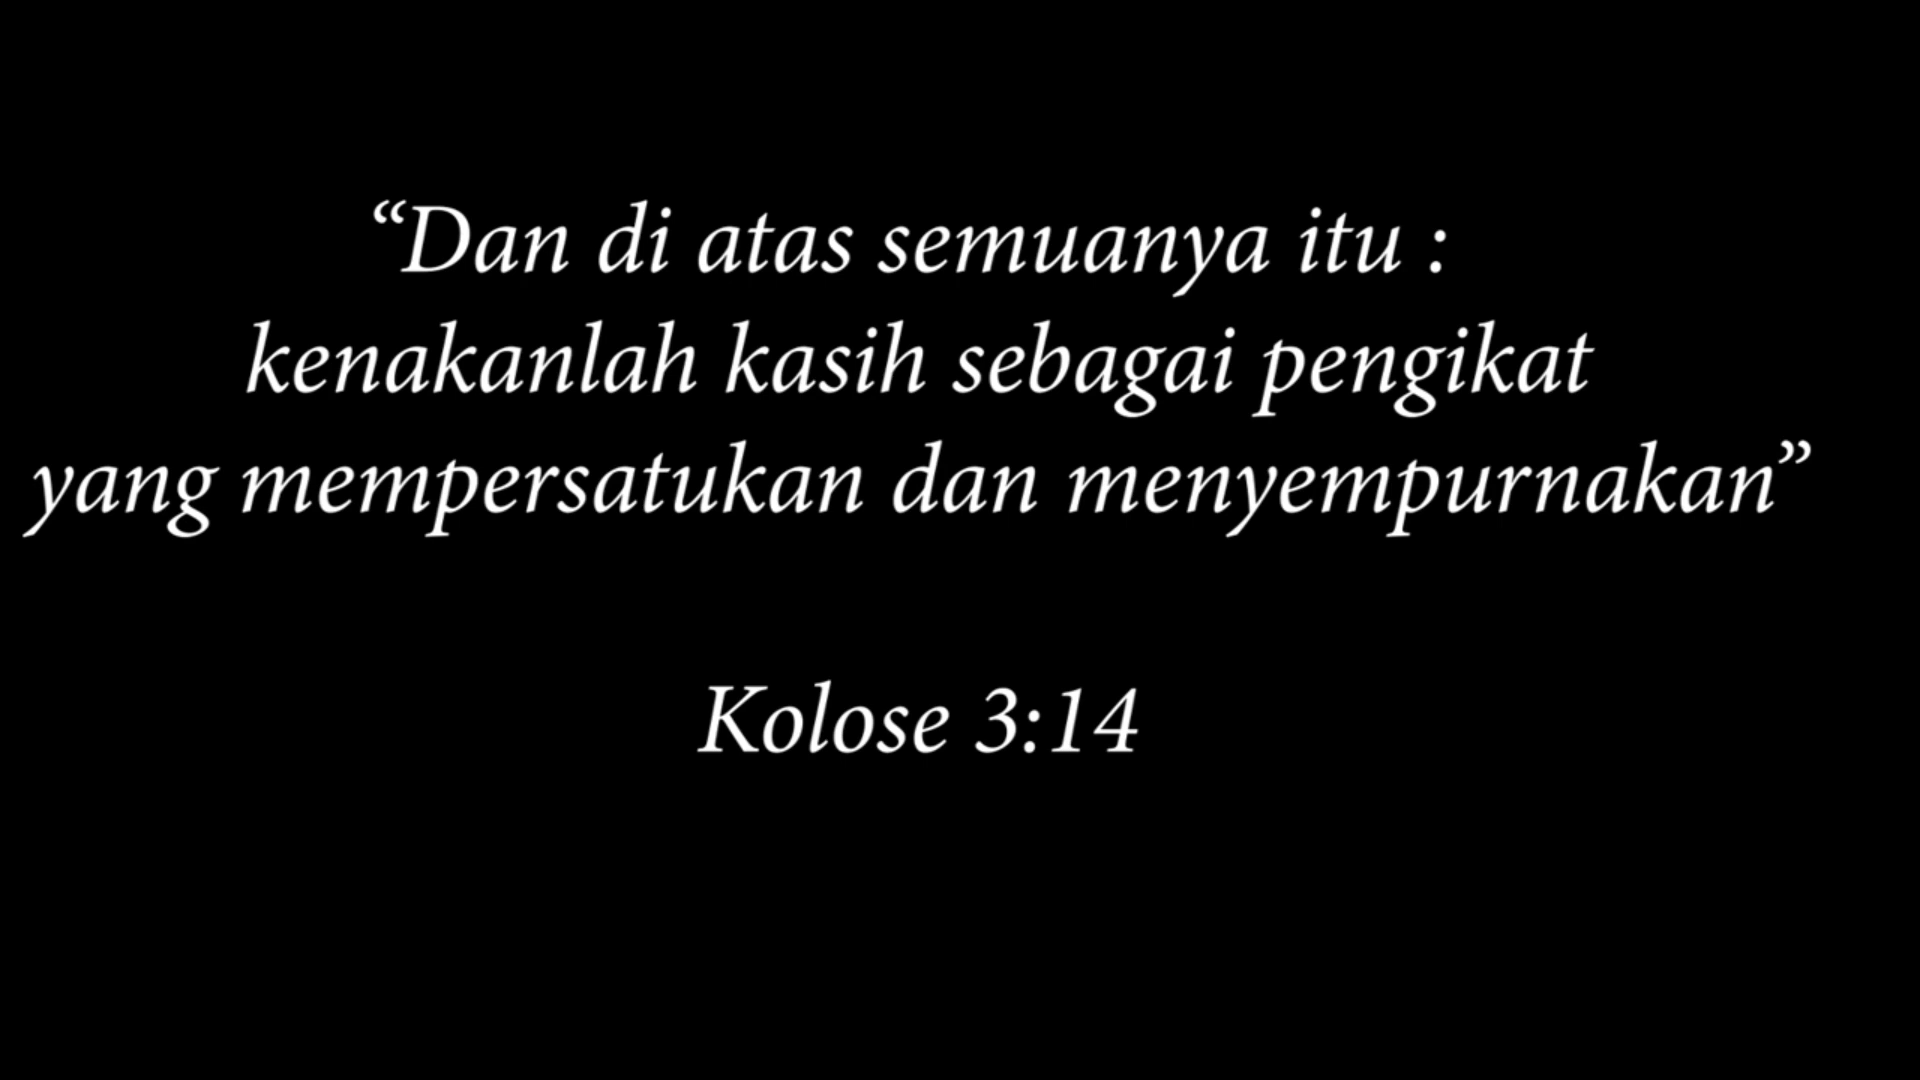 “Dan di atas semuanya itu :
kenakanlah kasih sebagai pengikat
yang mempersatukan dan menyempurnakan”
Kolose 3:14